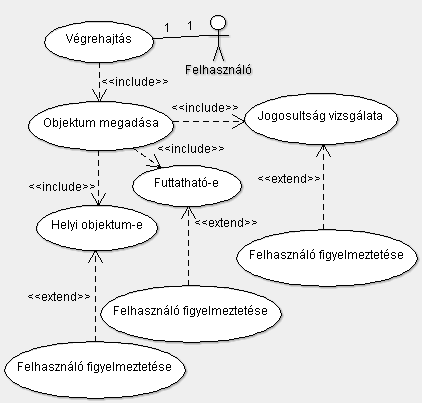 Végrehajtás
1
1
Felhasználó
<<include>>
Objektum megadása
<<include>>
Jogosultság vizsgálata
<<include>>
<<include>>
Futtatható-e
<<extend>>
Helyi objektum-e
<<extend>>
Felhasználó figyelmeztetése
<<extend>>
Felhasználó figyelmeztetése
Felhasználó figyelmeztetése